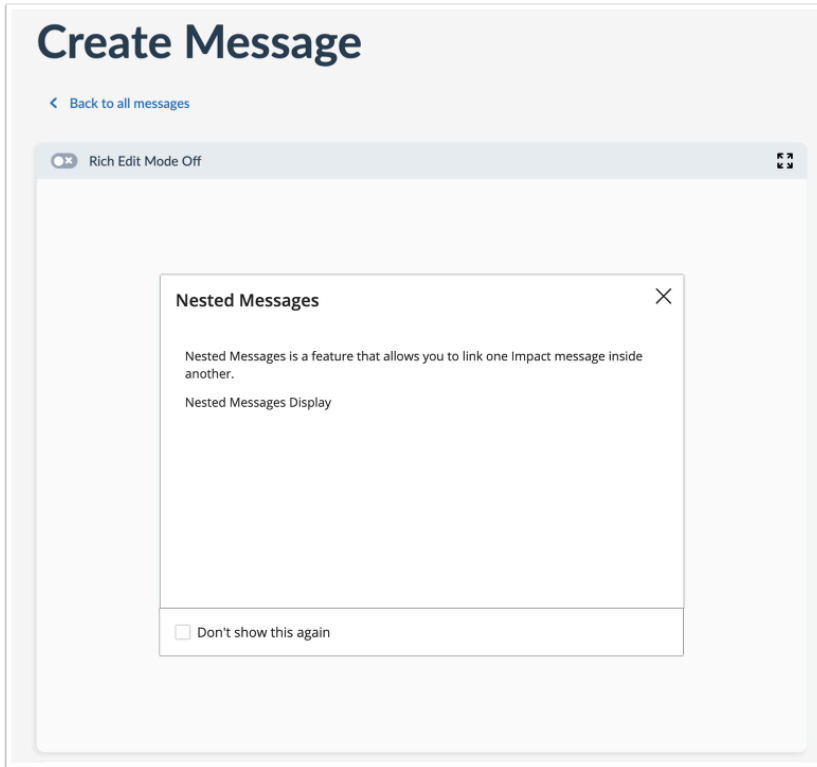 Create Message
Back to all messages
Rich Edit Mode Off
Nested Messages
Nested Messages is a feature that allows you to link one Impact message inside
another.
Nested Messages Display
Don't show this again